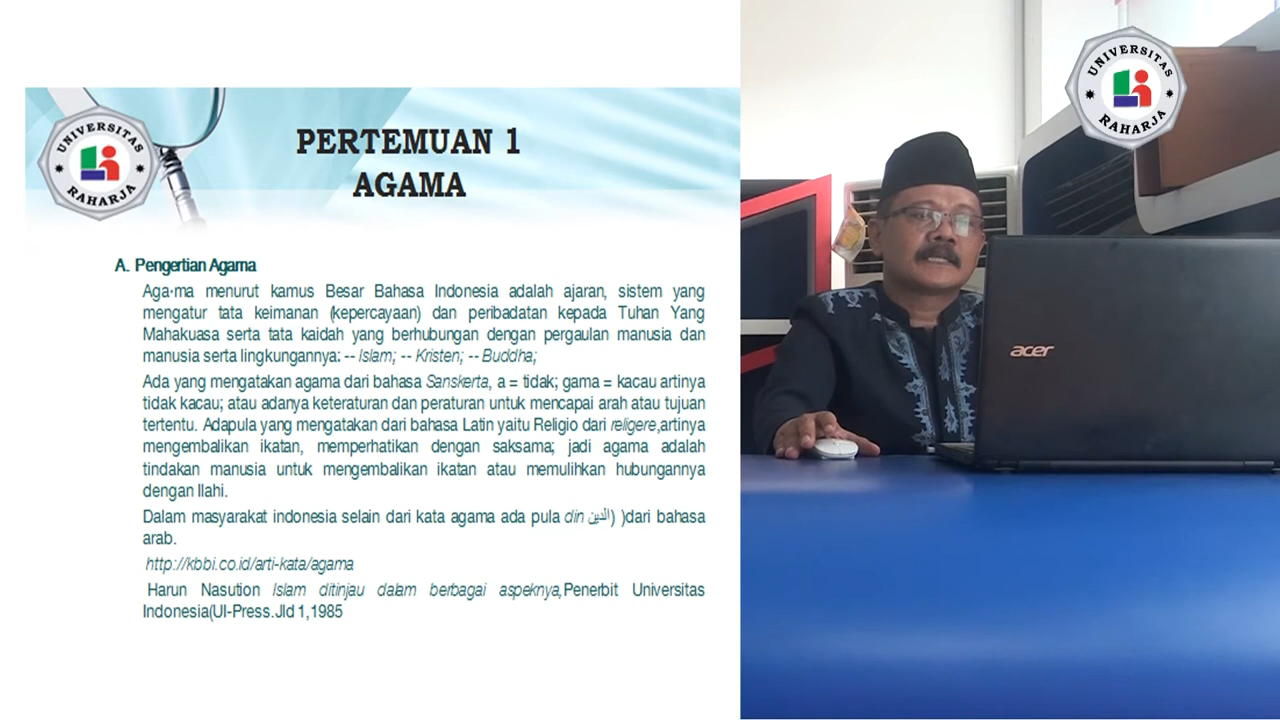 UNIVERSITAS
RAHARJA
PERTEMUAN 1
AGAMA
A. Pengertian Agama
Aga·ma menurut kamus Besar Bahasa Indonesia adalah ajaran, sistem yang
mengatur tata keimanan (kepercayaan) dan peribadatan kepada Tuhan Yang
Mahakuasa serta tata kaidah yang berhubungan dengan pergaulan manusia dan
manusia serta lingkungannya: -- Islam; -- Kristen; -- Buddha;
Ada yang mengatakan agama dari bahasa Sanskerta, a = tidak; gama = kacau artinya
tidak kacau; atau adanya keteraturan dan peraturan untuk mencapai arah atau tujuan
tertentu. Adapula yang mengatakan dari bahasa Latin yaitu Religio dari religere,artinya
mengembalikan ikatan, memperhatikan dengan saksama; jadi agama adalah
tindakan manusia untuk mengembalikan ikatan atau memulihkan hubungannya
dengan Ilahi.
Dalam masyarakat indonesia selain dari kata agama ada pula din الدين) )dari bahasa
arab.
http://kbbi.co.id/arti-kata/agama
Harun Nasution Islam ditinjau dalam berbagai aspeknya,Penerbit Universitas
Indonesia(UI-Press.Jld 1,1985
UNIVERSITAS
RAHARJA
acer